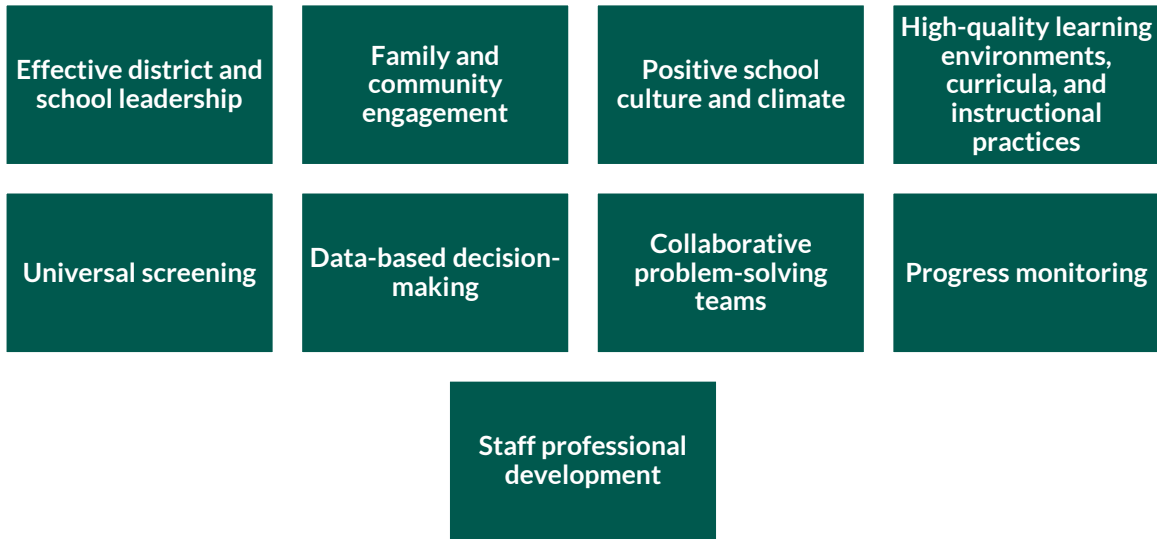 Effective district and
school leadership
Family and
community
engagement
Positive school
culture and climate
High-quality learning
environments,
curricula, and
instructional
practices
Universal screening
Data-based decision-
making
Collaborative
problem-solving
teams
Progress monitoring
Staff professional
development